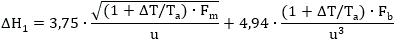 ΔH₁ = 3,75 · √((1 + ΔT/Tₐ) · Fₘ) / u + 4,94 · ((1 + ΔT/Tₐ) · F_b) / u³